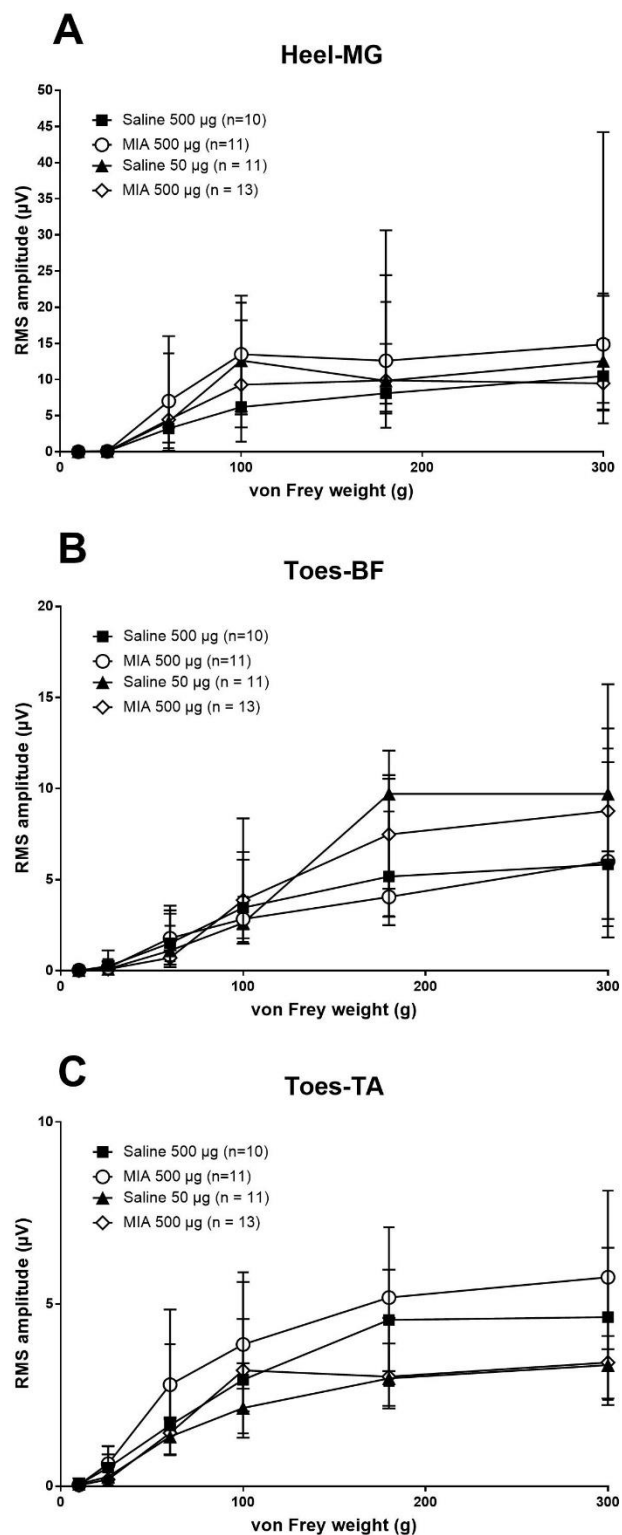 A
Heel-MG
50
45
40
35
30
25
20
15
10
5
0
RMS amplitude (µV)
Saline 500 µg (n=10)
MIA 500 µg (n=11)
Saline 50 µg (n = 11)
MIA 500 µg (n = 13)
0 100 200 300
von Frey weight (g)
B
Toes-BF
20
15
10
5
0
RMS amplitude (µV)
Saline 500 µg (n=10)
MIA 500 µg (n=11)
Saline 50 µg (n = 11)
MIA 500 µg (n = 13)
0 100 200 300
von Frey weight (g)
C
Toes-TA
10
5
0
RMS amplitude (µV)
Saline 500 µg (n=10)
MIA 500 µg (n=11)
Saline 50 µg (n = 11)
MIA 500 µg (n = 13)
0 100 200 300
von Frey weight (g)